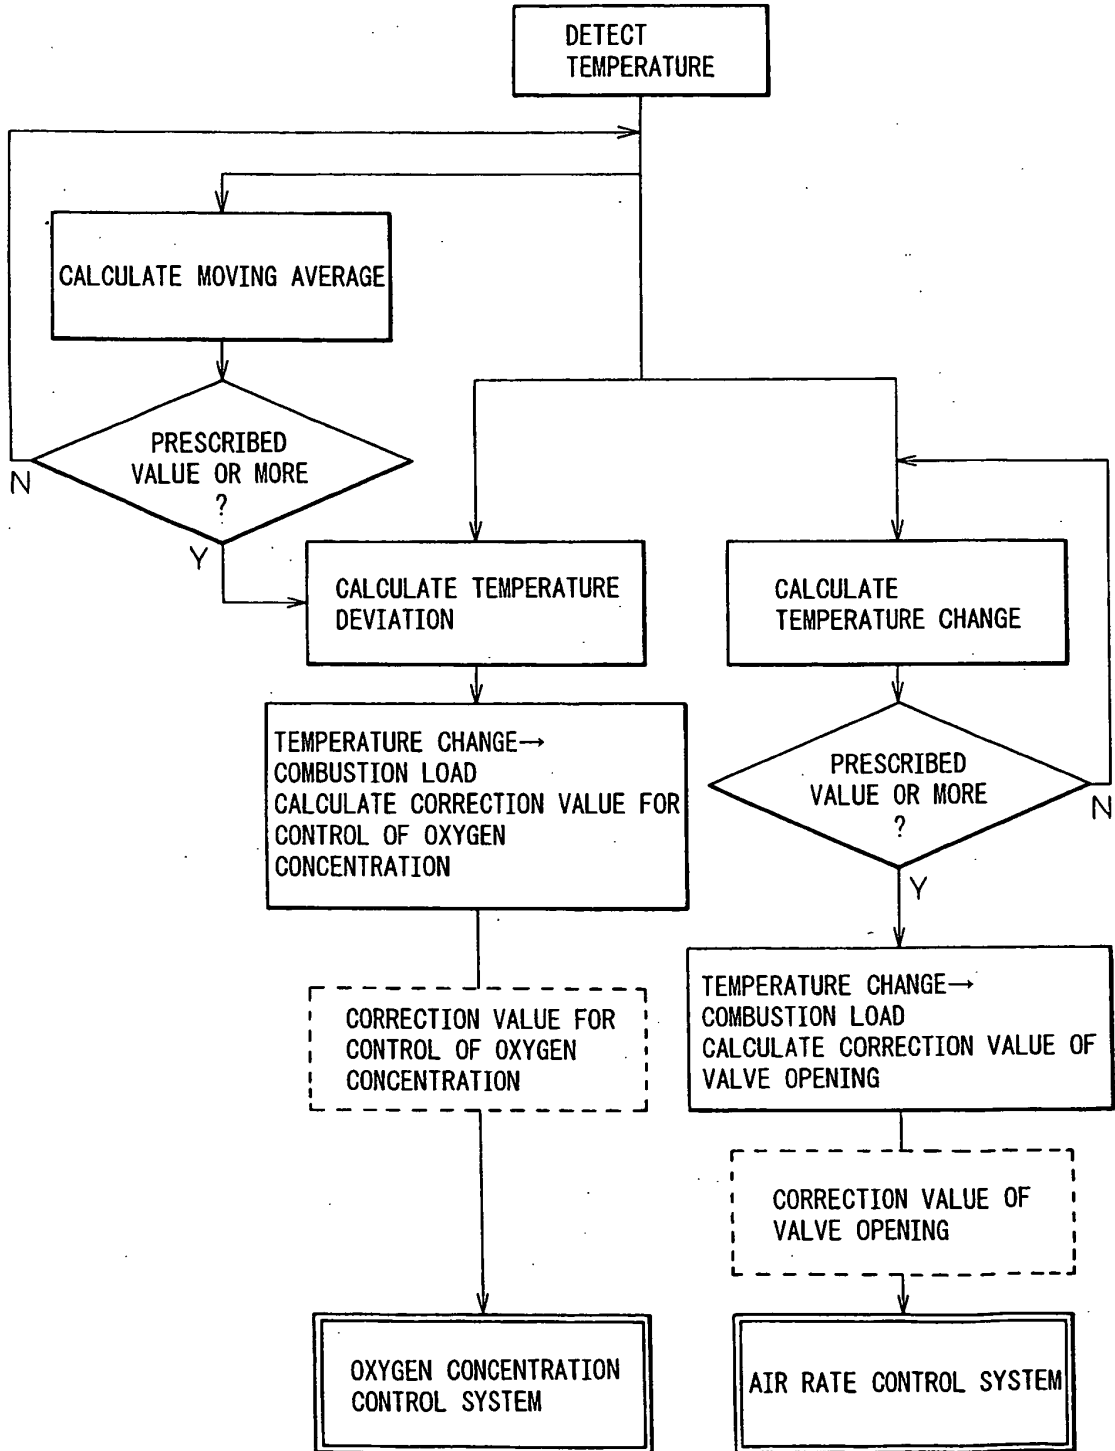 DETECT
TEMPERATURE
CALCULATE MOVING AVERAGE
PRESCRIBED
VALUE OR MORE
?
N
Y
CALCULATE TEMPERATURE
DEVIATION
CALCULATE
TEMPERATURE CHANGE
TEMPERATURE CHANGE→
COMBUSTION LOAD
CALCULATE CORRECTION VALUE FOR
CONTROL OF OXYGEN
CONCENTRATION
PRESCRIBED
VALUE OR MORE
?
N
Y
CORRECTION VALUE FOR
CONTROL OF OXYGEN
CONCENTRATION
TEMPERATURE CHANGE→
COMBUSTION LOAD
CALCULATE CORRECTION VALUE OF
VALVE OPENING
CORRECTION VALUE OF
VALVE OPENING
OXYGEN CONCENTRATION
CONTROL SYSTEM
AIR RATE CONTROL SYSTEM